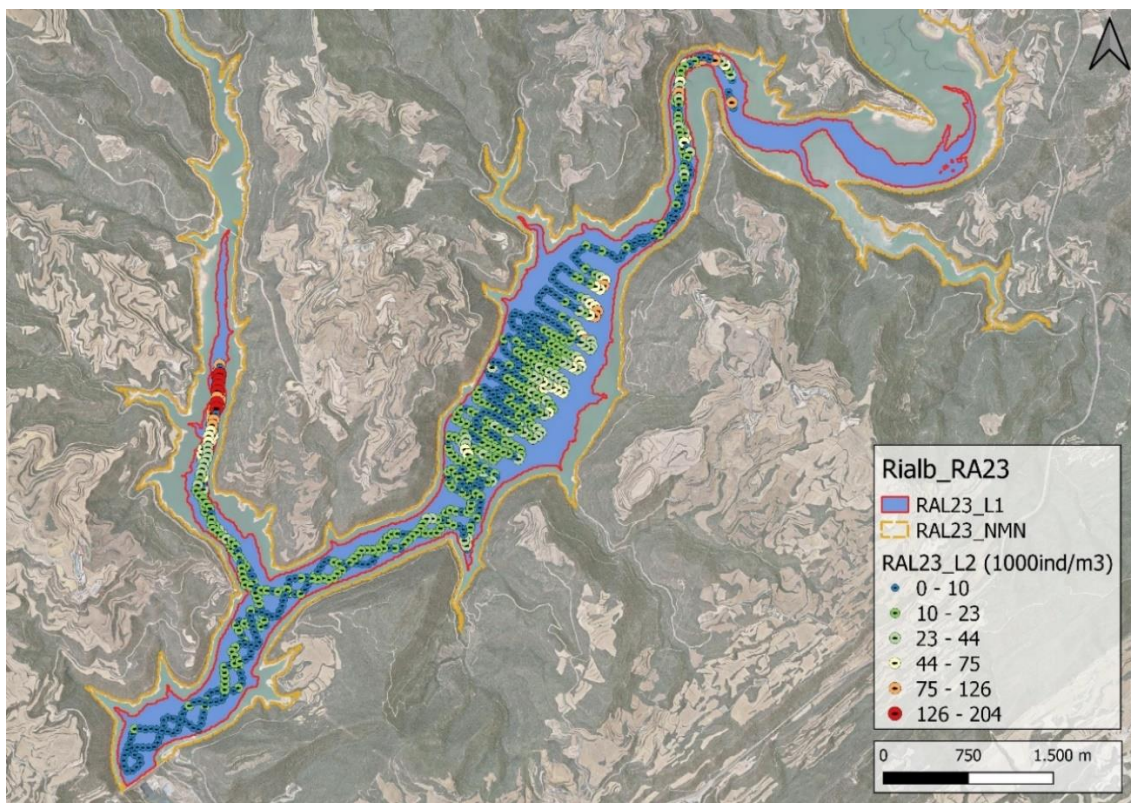 Rialb_RA23
RAL23_L1
RAL23_NMN
RAL23_L2 (1000ind/m3)
0 - 10
10 - 23
23 - 44
44 - 75
75 - 126
126 - 204
0 750 1.500 m